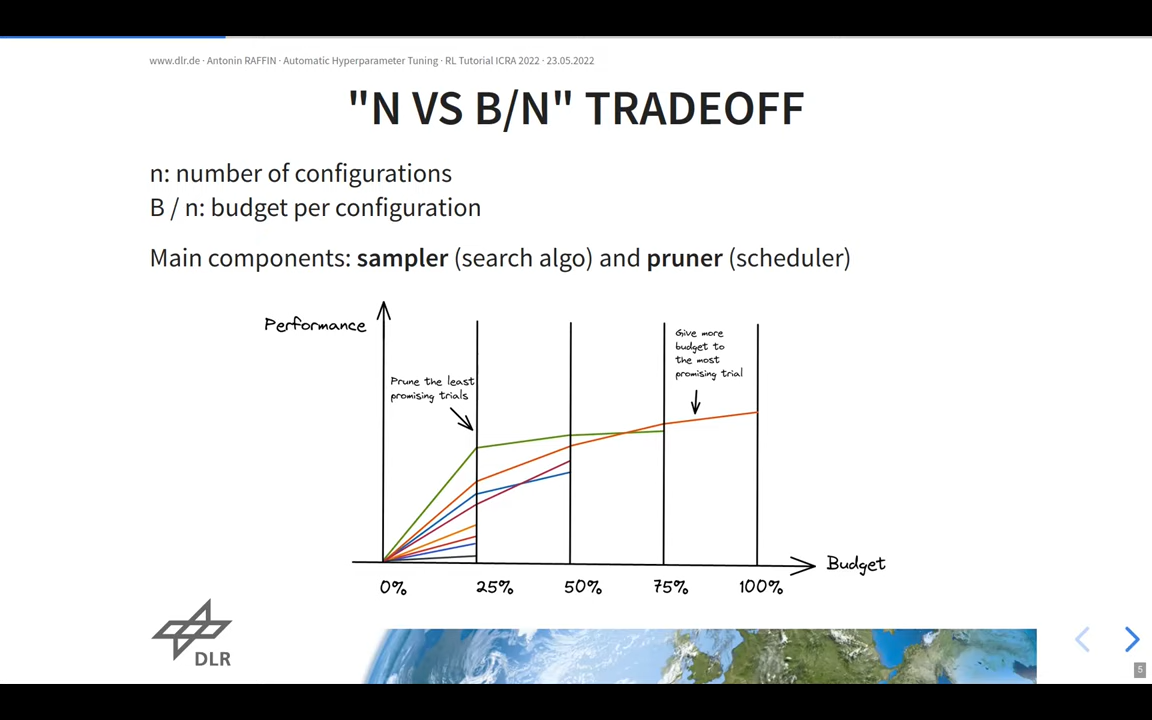 www.dlr.de · Antonin RAFFIN · Automatic Hyperparameter Tuning · RL Tutorial ICRA 2022 · 23.05.2022
"N VS B/N" TRADEOFF
n: number of configurations
B / n: budget per configuration
Main components: sampler (search algo) and pruner (scheduler)
Performance
Prune the least
promising trials
Give more
budget to
the most
promising trial
Budget
0%
25%
50%
75%
100%
DLR
5